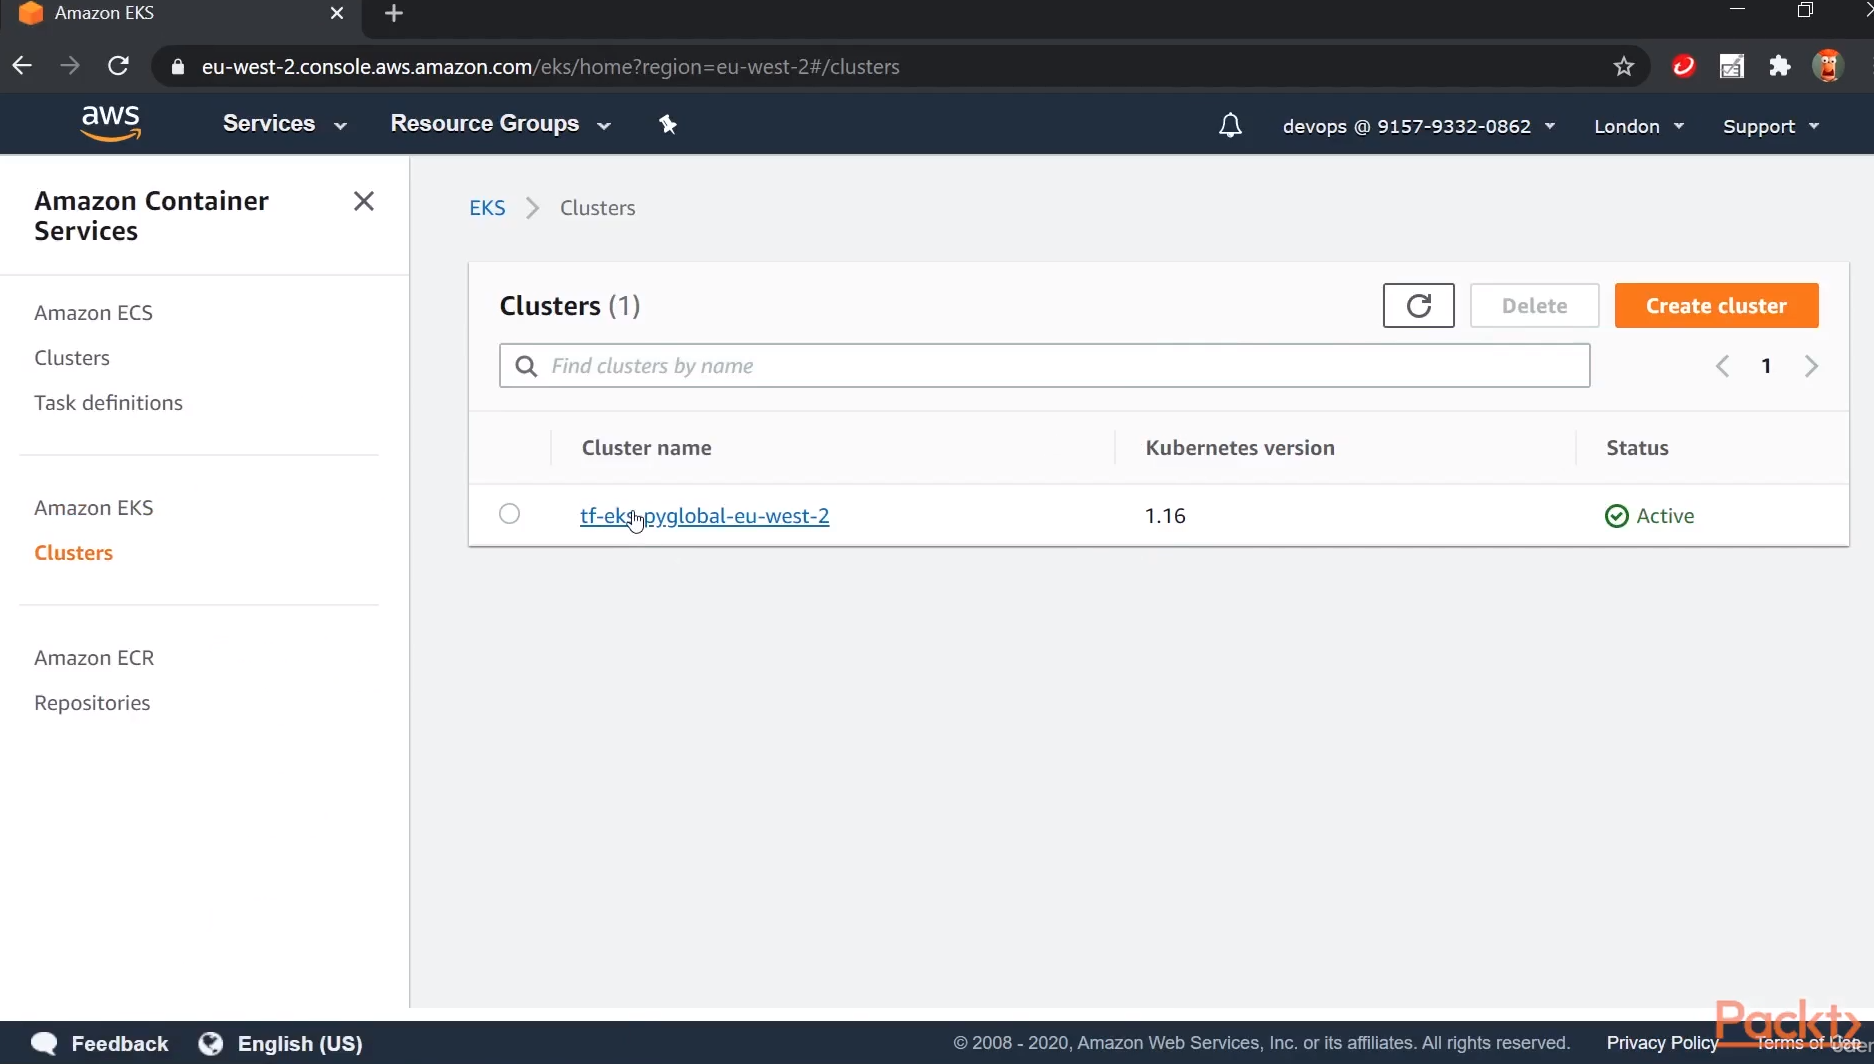 Amazon EKS
eu-west-2.console.aws.amazon.com/eks/home?region=eu-west-2#/clusters
aws
Services
Resource Groups
devops @ 9157-9332-0862
London
Support
Amazon Container
Services
Amazon ECS
Clusters
Task definitions
Amazon EKS
Clusters
Amazon ECR
Repositories
EKS
Clusters
Clusters (1)
Delete
Create cluster
Find clusters by name
1
Cluster name
Kubernetes version
Status
tf-eks-pyglobal-eu-west-2
1.16
Active
Feedback
English (US)
© 2008 - 2020, Amazon Web Services, Inc. or its affiliates. All rights reserved.
Privacy Policy
Terms of Use
Packt